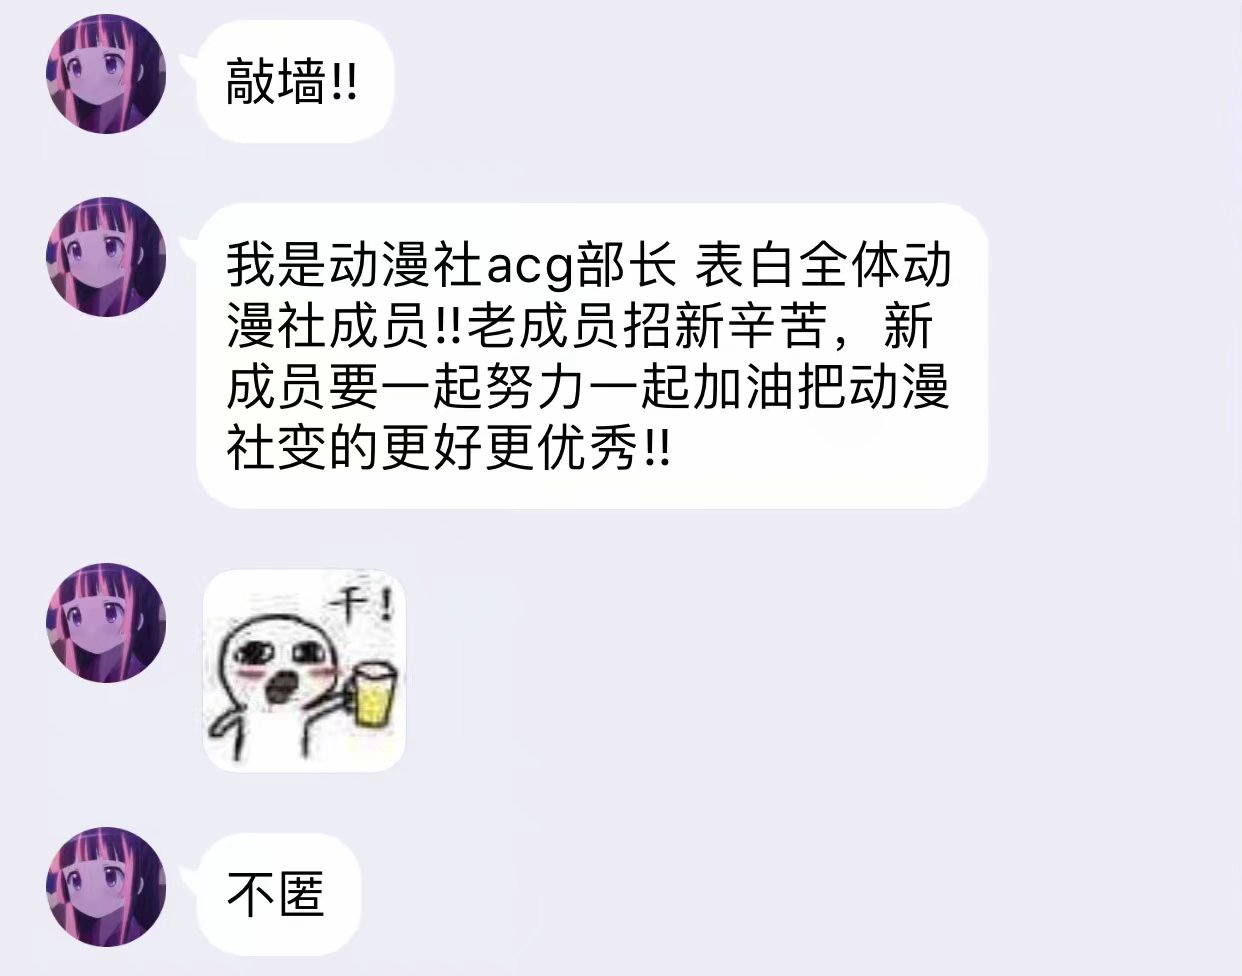 敲墙!!
我是动漫社acg部长 表白全体动
漫社成员!!老成员招新辛苦，新
成员要一起努力一起加油把动漫
社变的更好更优秀!!
干!
不匿